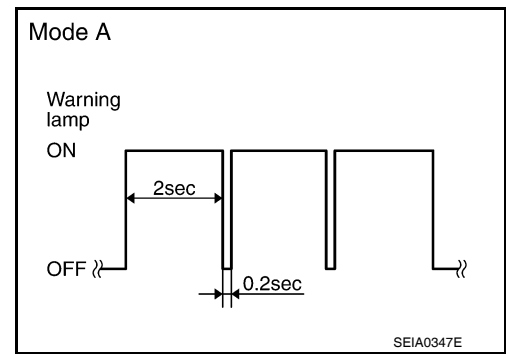 Mode A
Warning
lamp
ON
2sec
OFF
0.2sec
SEIA0347E